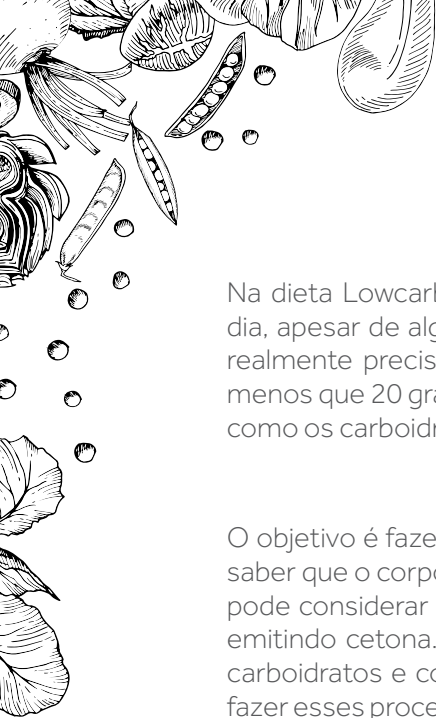 Na dieta Lowcarb
dia, apesar de alg
realmente precis
menos que 20 gra
como os carboidr
O objetivo é faze
saber que o corpo
pode considerar
emitindo cetona.
carboidratos e co
fazer esses proce